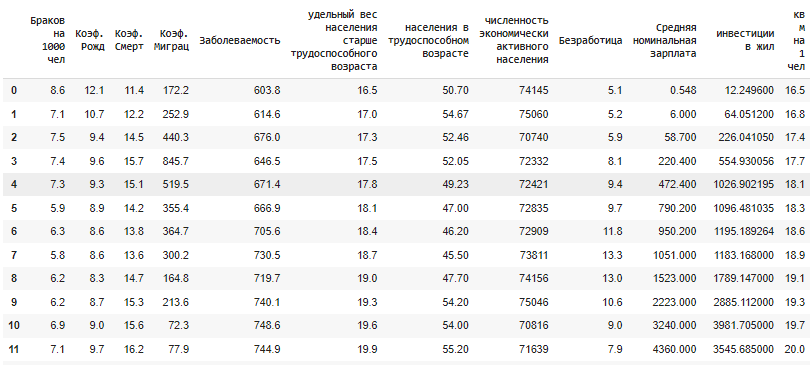 Браков на 1000 чел | Коэф. Рожд | Коэф. Смерт | Коэф. Миграц | Заболеваемость | удельный вес населения старше трудоспособного возраста | населения в трудоспособном возрасте | численность экономически активного населения | Безработица | Средняя номинальная зарплата | инвестиции в жил | кв м на 1 чел
0 8.6 12.1 11.4 172.2 603.8 16.5 50.70 74145 5.1 0.548 12.249600 16.5
1 7.1 10.7 12.2 252.9 614.6 17.0 54.67 75060 5.2 6.000 64.051200 16.8
2 7.5 9.4 14.5 440.3 676.0 17.3 52.46 70740 5.9 58.700 226.041050 17.4
3 7.4 9.6 15.7 845.7 646.5 17.5 52.05 72332 8.1 220.400 554.930056 17.7
4 7.3 9.3 15.1 519.5 671.4 17.8 49.23 72421 9.4 472.400 1026.902195 18.1
5 5.9 8.9 14.2 355.4 666.9 18.1 47.00 72835 9.7 790.200 1096.481035 18.3
6 6.3 8.6 13.8 364.7 705.6 18.4 46.20 72909 11.8 950.200 1195.189264 18.6
7 5.8 8.6 13.6 300.2 730.5 18.7 45.50 73811 13.3 1051.000 1183.168000 18.9
8 6.2 8.3 14.7 164.8 719.7 19.0 47.70 74156 13.0 1523.000 1789.147000 19.1
9 6.2 8.7 15.3 213.6 740.1 19.3 54.20 75046 10.6 2223.000 2885.112000 19.3
10 6.9 9.0 15.6 72.3 748.6 19.6 54.00 70816 9.0 3240.000 3981.705000 19.7
11 7.1 9.7 16.2 77.9 744.9 19.9 55.20 71639 7.9 4360.000 3545.685000 20.0